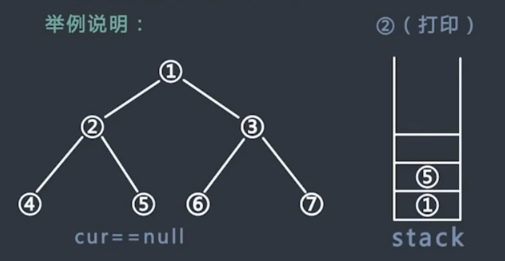 举例说明：
②（打印）
①
② ③
④ ⑤ ⑥ ⑦
⑤
①
cur==null
stack